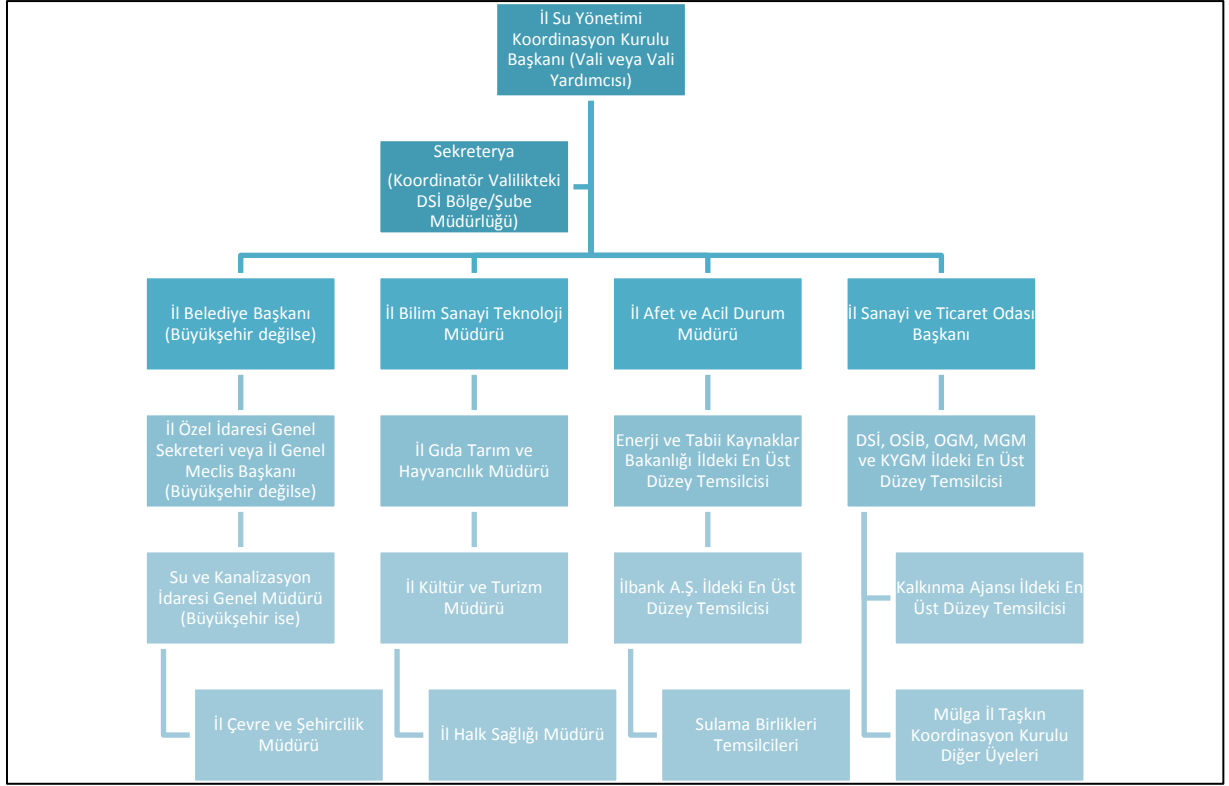 İl Su Yönetimi
Koordinasyon Kurulu
Başkanı (Vali veya Vali
Yardımcısı)
Sekreterya
(Koordinatör Valilikteki
DSİ Bölge/Şube
Müdürlüğü)
İl Belediye Başkanı
(Büyükşehir değilse)
İl Bilim Sanayi Teknoloji
Müdürü
İl Afet ve Acil Durum
Müdürü
İl Sanayi ve Ticaret Odası
Başkanı
İl Özel İdaresi Genel
Sekreteri veya İl Genel
Meclis Başkanı
(Büyükşehir değilse)
İl Gıda Tarım ve
Hayvancılık Müdürü
Enerji ve Tabii Kaynaklar
Bakanlığı İldeki En Üst
Düzey Temsilcisi
DSİ, OSİB, OGM, MGM
ve KYGM İldeki En Üst
Düzey Temsilcisi
Su ve Kanalizasyon
İdaresi Genel Müdürü
(Büyükşehir ise)
İl Kültür ve Turizm
Müdürü
İlbank A.Ş. İldeki En Üst
Düzey Temsilcisi
Kalkınma Ajansı İldeki En
Üst Düzey Temsilcisi
İl Çevre ve Şehircilik
Müdürü
İl Halk Sağlığı Müdürü
Sulama Birlikleri
Temsilcileri
Mülga İl Taşkın
Koordinasyon Kurulu
Diğer Üyeleri